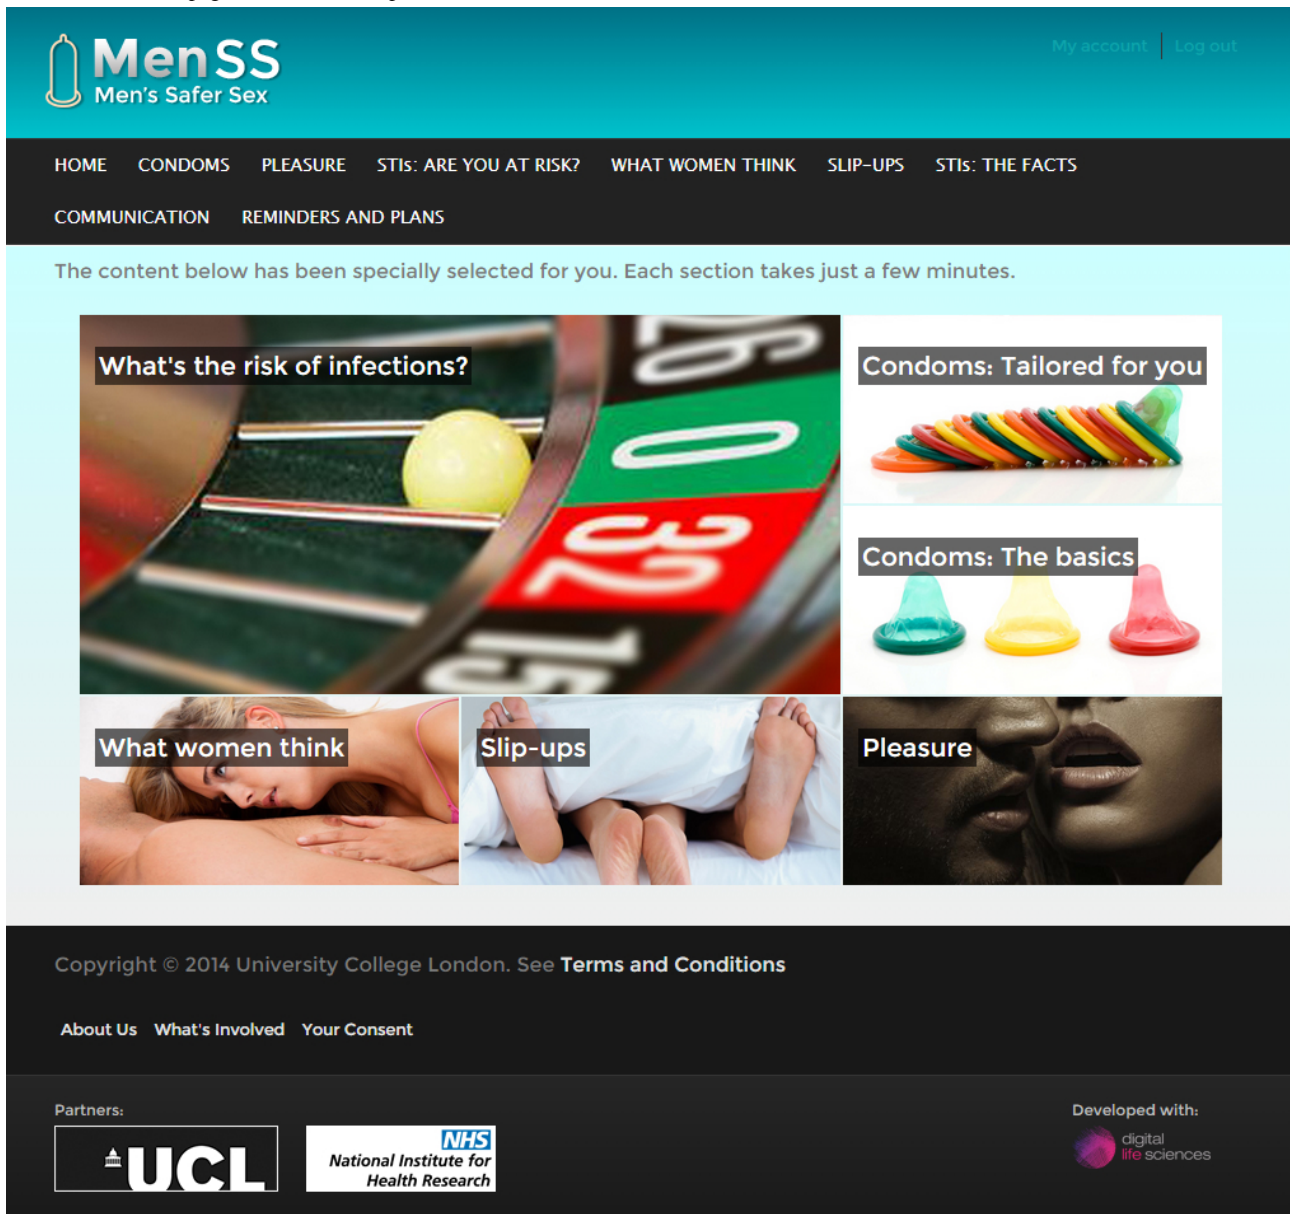 MenSS
Men's Safer Sex
My account Log out
HOME CONDOMS PLEASURE STIs: ARE YOU AT RISK? WHAT WOMEN THINK SLIP-UPS STIs: THE FACTS
COMMUNICATION REMINDERS AND PLANS
The content below has been specially selected for you. Each section takes just a few minutes.
What's the risk of infections?
26
0
32
15
Condoms: Tailored for you
Condoms: The basics
What women think
Slip-ups
Pleasure
Copyright © 2014 University College London. See Terms and Conditions
About Us What's Involved Your Consent
Partners:
UCL
NHS
National Institute for
Health Research
Developed with:
digital
life sciences